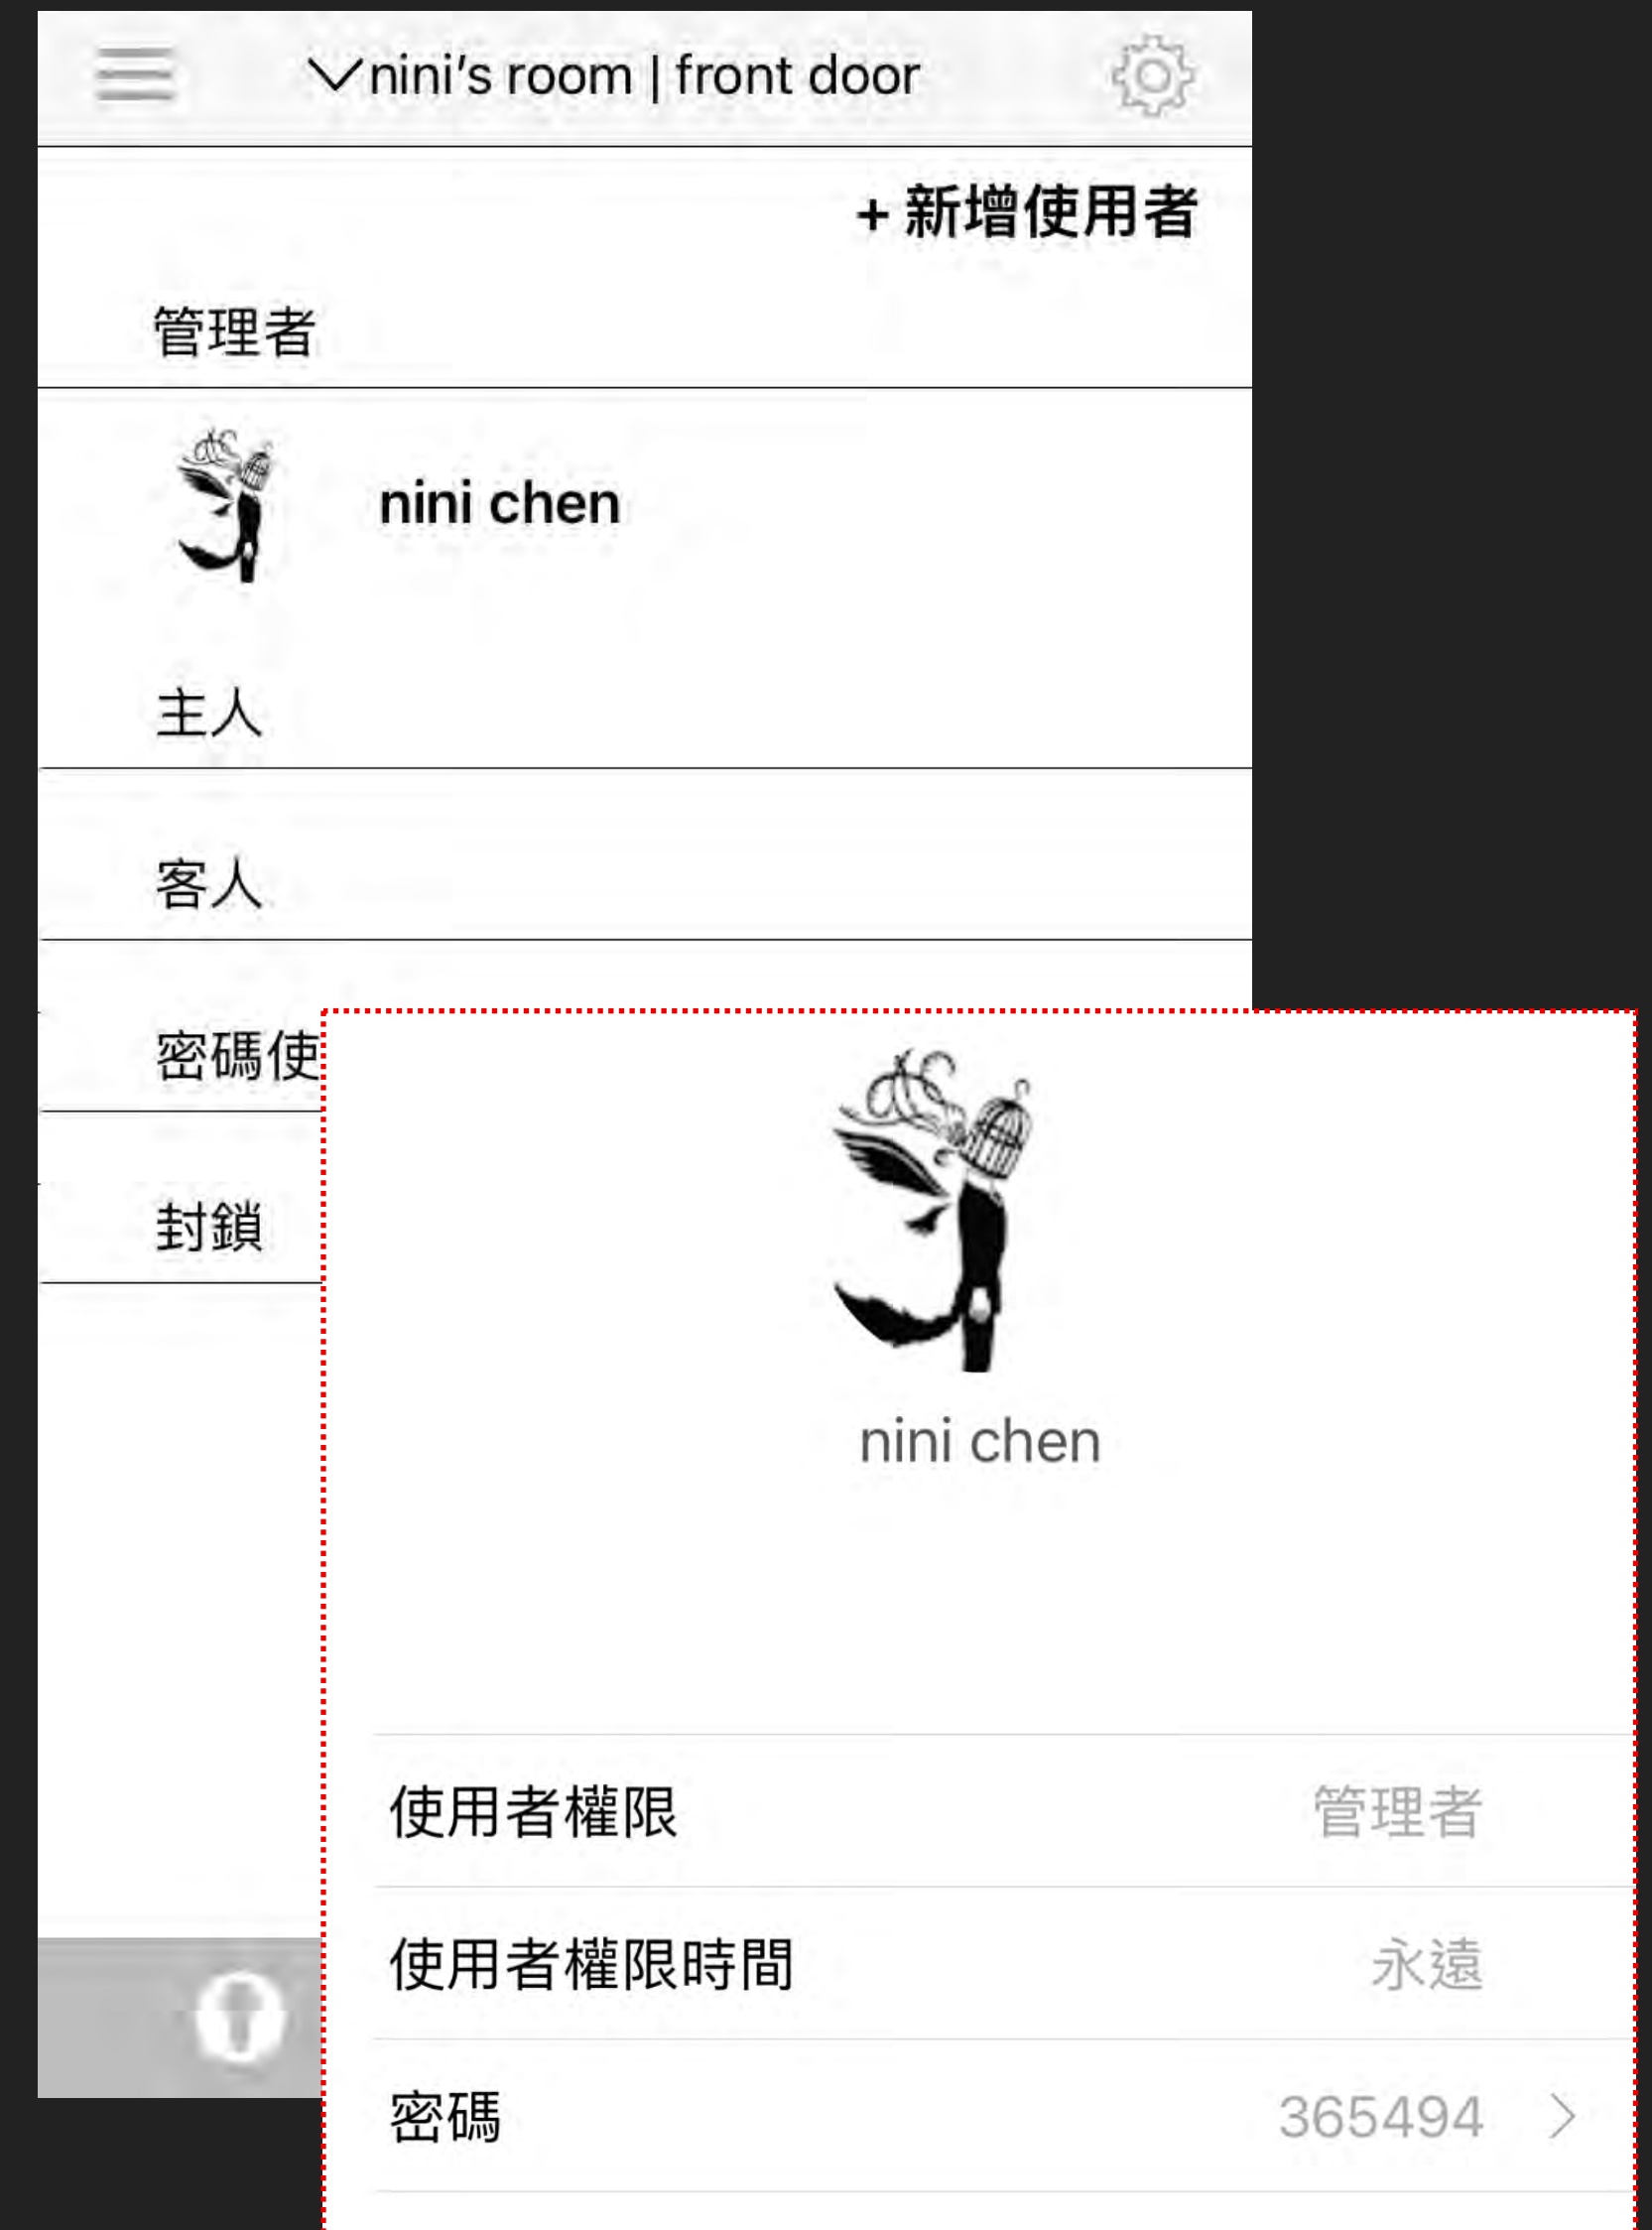 nini's room | front door
+ 新增使用者
管理者
nini chen
主人
客人
密碼使
封鎖
nini chen
使用者權限 管理者
使用者權限時間 永遠
密碼 365494